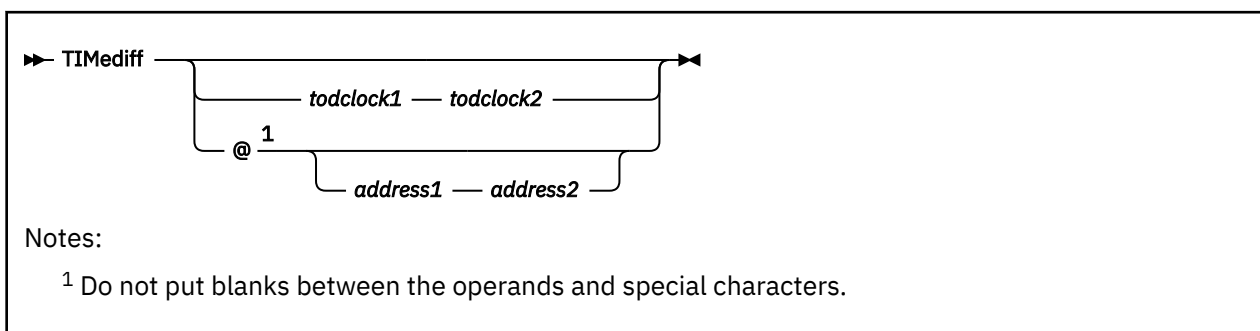 TIMediff
todclock1 todclock2
@ 1
address1 address2
Notes:
1 Do not put blanks between the operands and special characters.